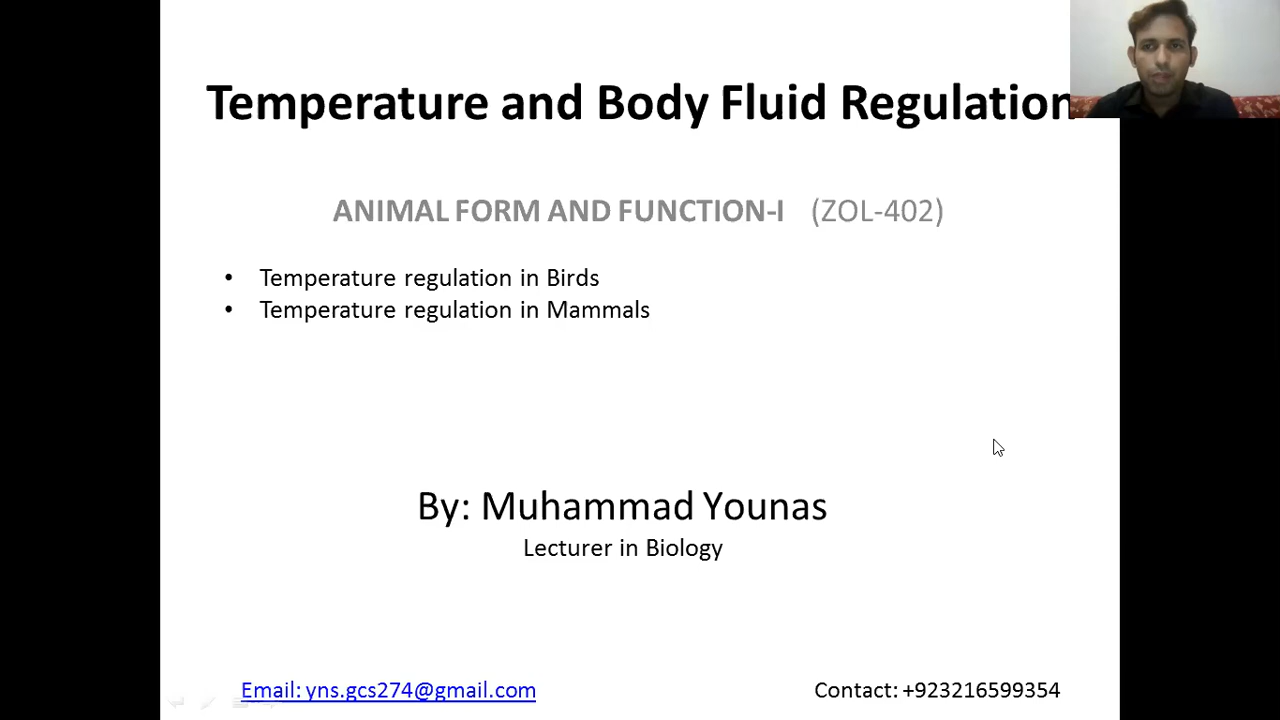 Temperature and Body Fluid Regulation
ANIMAL FORM AND FUNCTION-I (ZOL-402)
• Temperature regulation in Birds
• Temperature regulation in Mammals
By: Muhammad Younas
Lecturer in Biology
Email: yns.gcs274@gmail.com
Contact: +923216599354